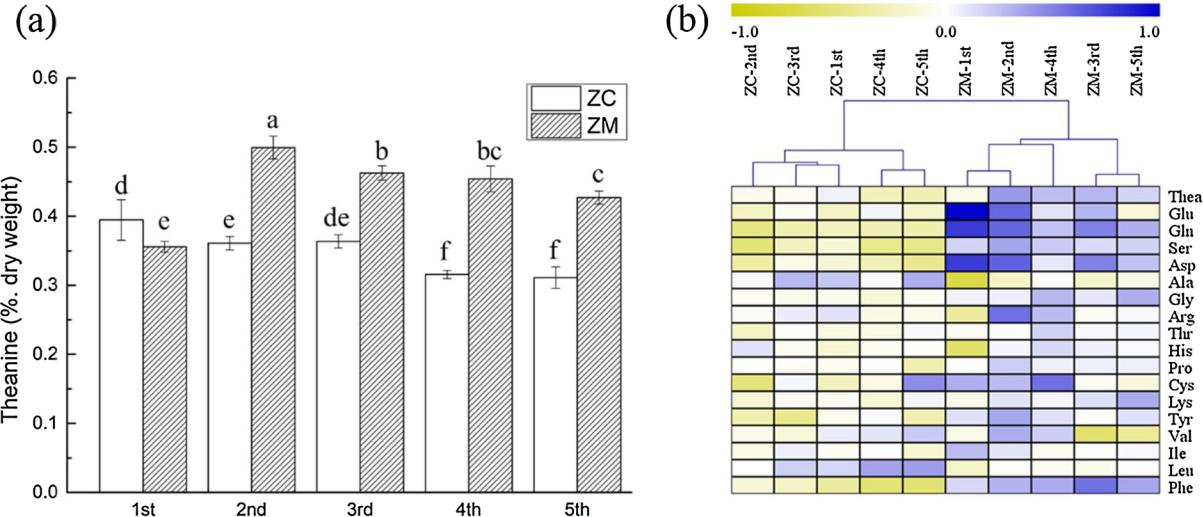 (a)
Theanine (%. dry weight)
0.6
0.5
0.4
0.3
0.2
0.1
0.0
ZC
ZM
d
e
e
a
de
b
f
bc
f
c
1st
2nd
3rd
4th
5th
(b)
-1.0
0.0
1.0
ZC-2nd
ZC-3rd
ZC-1st
ZC-4th
ZC-5th
ZM-1st
ZM-2nd
ZM-4th
ZM-3rd
ZM-5th
Thea
Glu
Gln
Ser
Asp
Ala
Gly
Arg
Thr
His
Pro
Cys
Lys
Tyr
Val
Ile
Leu
Phe